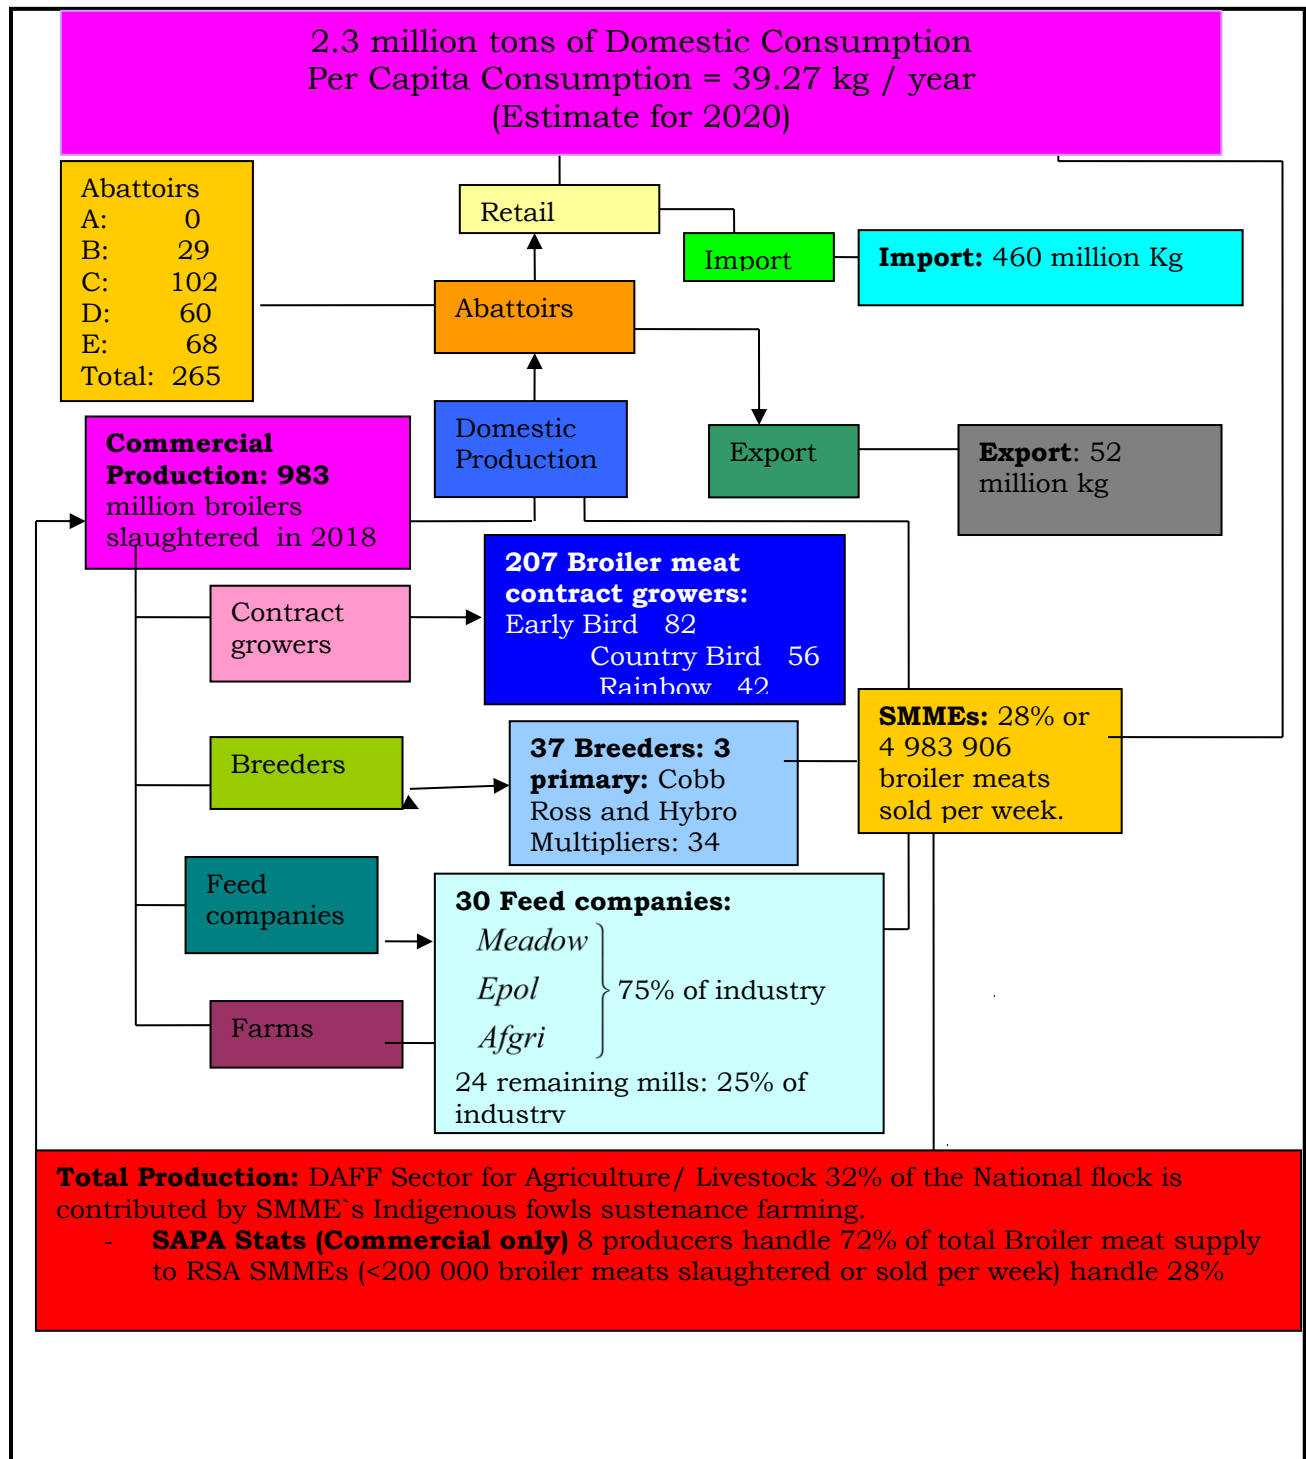 2.3 million tons of Domestic Consumption
Per Capita Consumption = 39.27 kg / year
(Estimate for 2020)
Abattoirs
A: 0
B: 29
C: 102
D: 60
E: 68
Total: 265
Retail
Import
Import: 460 million Kg
Abattoirs
Domestic
Production
Export
Export: 52
million kg
Commercial
Production: 983
million broilers
slaughtered in 2018
Contract
growers
207 Broiler meat
contract growers:
Early Bird 82
Country Bird 56
Rainbow 42
Breeders
37 Breeders: 3
primary: Cobb
Ross and Hybro
Multipliers: 34
SMMEs: 28% or
4 983 906
broiler meats
sold per week.
Feed
companies
30 Feed companies:
Meadow
Epol
Afgri
75% of industry
24 remaining mills: 25% of
industry
Farms
Total Production: DAFF Sector for Agriculture/ Livestock 32% of the National flock is
contributed by SMME`s Indigenous fowls sustenance farming.
- SAPA Stats (Commercial only) 8 producers handle 72% of total Broiler meat supply
to RSA SMMEs (<200 000 broiler meats slaughtered or sold per week) handle 28%